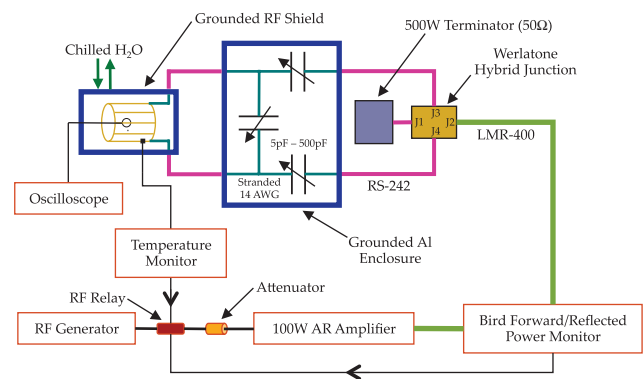 Grounded RF Shield
Chilled H₂O
500W Terminator (50Ω)
Werlatone
Hybrid Junction
J3
J1
J2
J4
LMR-400
5pF – 500pF
Stranded
14 AWG
RS-242
Oscilloscope
Grounded Al
Enclosure
Temperature
Monitor
RF Relay
Attenuator
RF Generator
100W AR Amplifier
Bird Forward/Reflected
Power Monitor